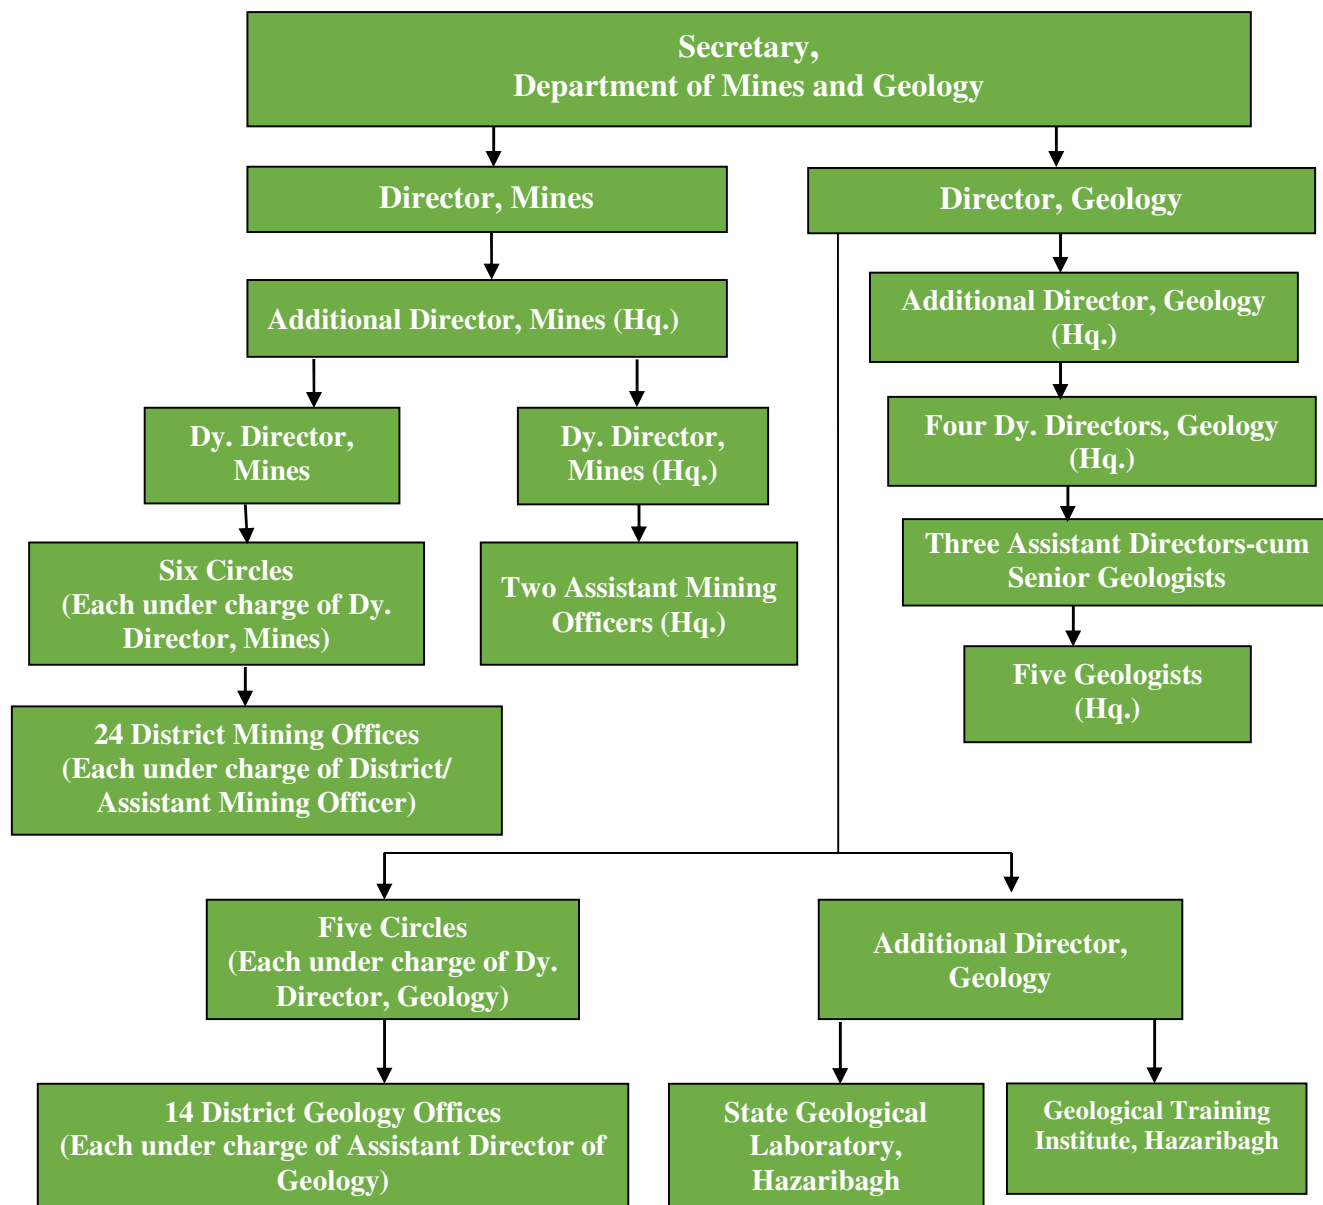 Secretary,
Department of Mines and Geology
Director, Mines
Director, Geology
Additional Director, Mines (Hq.)
Additional Director, Geology
(Hq.)
Dy. Director,
Mines
Dy. Director,
Mines (Hq.)
Four Dy. Directors, Geology
(Hq.)
Six Circles
(Each under charge of Dy.
Director, Mines)
Two Assistant Mining
Officers (Hq.)
Three Assistant Directors-cum
Senior Geologists
Five Geologists
(Hq.)
24 District Mining Offices
(Each under charge of District/
Assistant Mining Officer)
Five Circles
(Each under charge of Dy.
Director, Geology)
Additional Director,
Geology
14 District Geology Offices
(Each under charge of Assistant Director of
Geology)
State Geological
Laboratory,
Hazaribagh
Geological Training
Institute, Hazaribagh